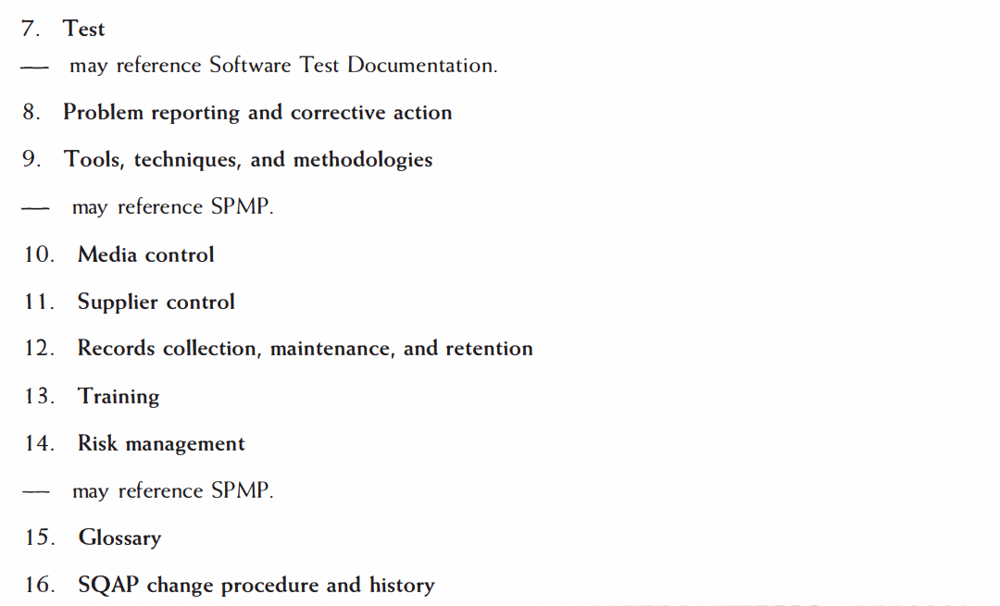 7. Test
— may reference Software Test Documentation.
8. Problem reporting and corrective action
9. Tools, techniques, and methodologies
— may reference SPMP.
10. Media control
11. Supplier control
12. Records collection, maintenance, and retention
13. Training
14. Risk management
— may reference SPMP.
15. Glossary
16. SQAP change procedure and history